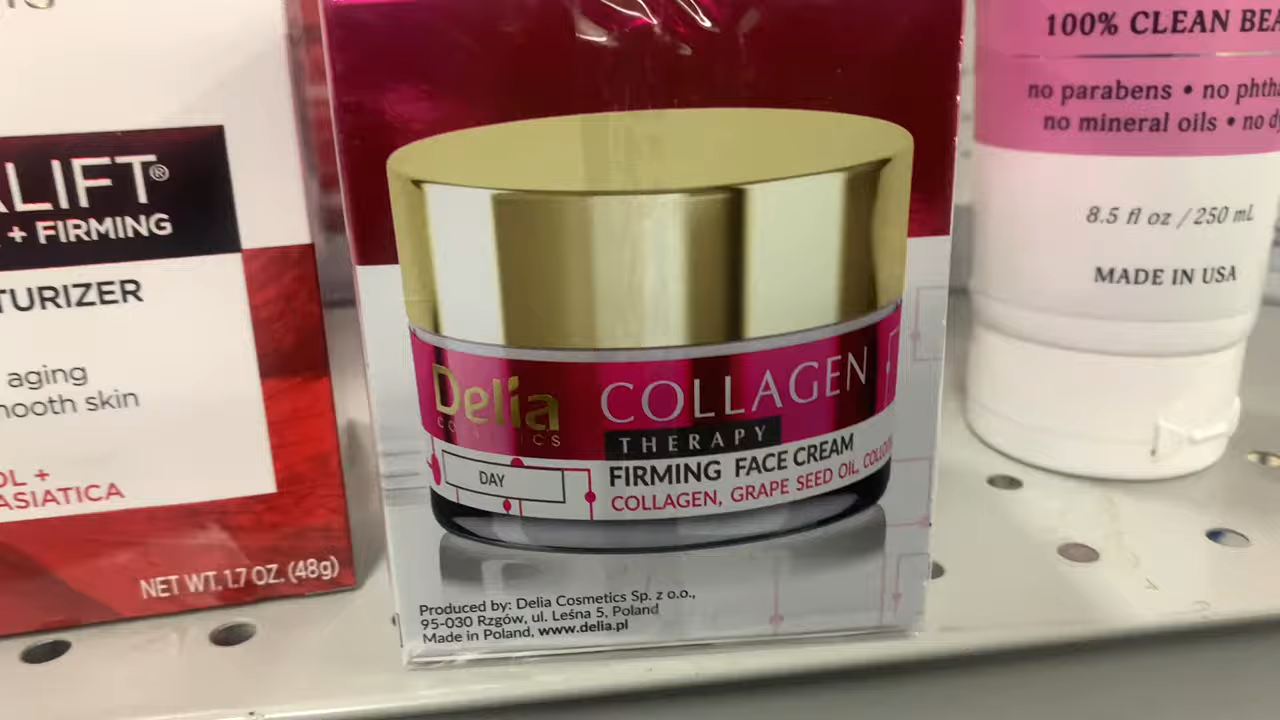 LIFT®
+ FIRMING
TURIZER
aging
smooth skin
OL +
ASIATICA
NET WT. 1.7 OZ. (48g)
Delia
COSMETICS
COLLAGEN
THERAPY
DAY
FIRMING FACE CREAM
COLLAGEN, GRAPE SEED OIL,
Produced by: Delia Cosmetics Sp. z o.o.,
95-030 Rzgów, ul. Leśna 5, Poland
Made in Poland, www.delia.pl
100% CLEAN
no parabens • no
no mineral oils • no
8.5 fl oz / 250 mL
MADE IN USA